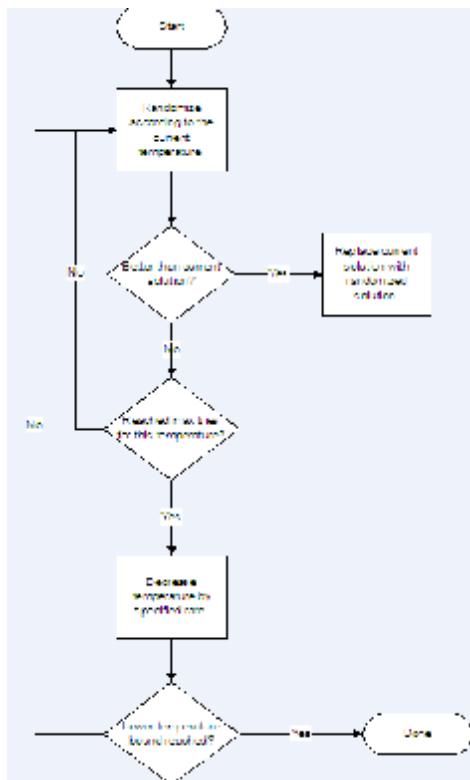 Start
Randomize
according to the
current
temperature
Better than current
solution?
Yes
Replace current
solution with
randomized
solution
No
No
Reached max tries
for this temperature?
No
Yes
Decrease
temperature by
specified rate
Lower temperature
bound reached?
Yes
Done